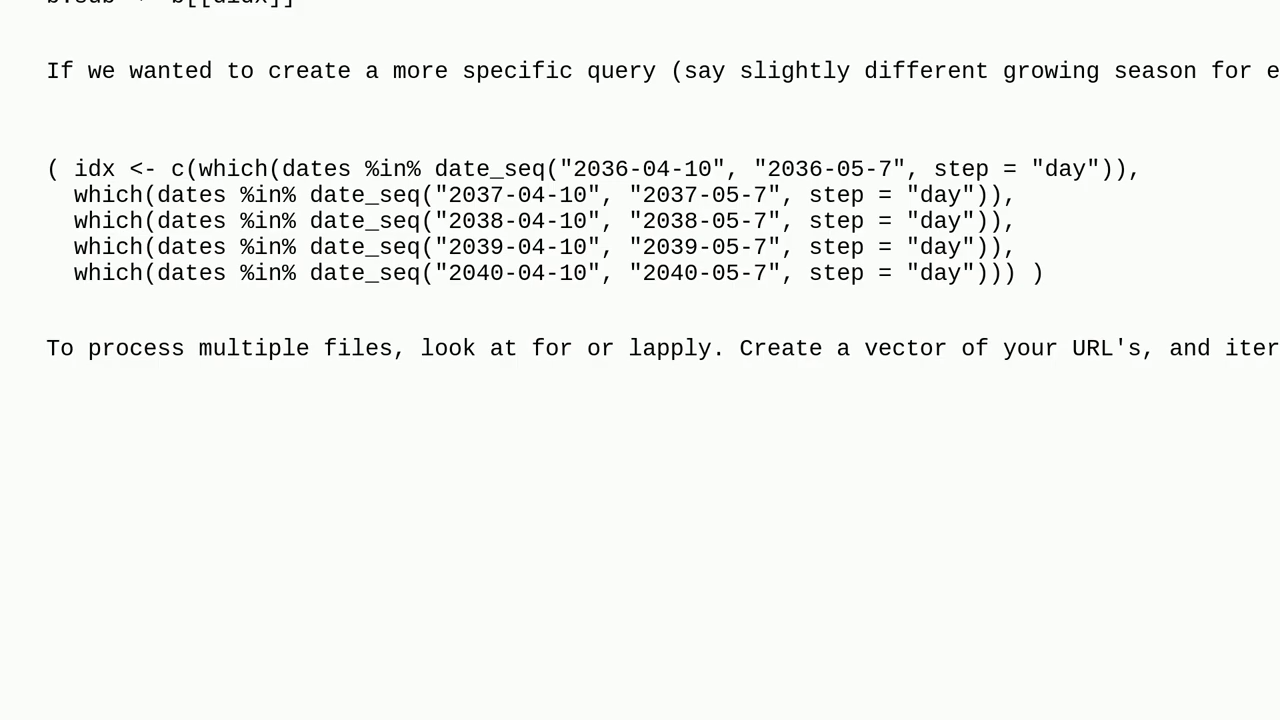 If we wanted to create a more specific query (say slightly different growing season for
( idx <- c(which(dates %in% date_seq("2036-04-10", "2036-05-7", step = "day")),
  which(dates %in% date_seq("2037-04-10", "2037-05-7", step = "day")),
  which(dates %in% date_seq("2038-04-10", "2038-05-7", step = "day")),
  which(dates %in% date_seq("2039-04-10", "2039-05-7", step = "day")),
  which(dates %in% date_seq("2040-04-10", "2040-05-7", step = "day"))) )
To process multiple files, look at for or lapply. Create a vector of your URL's, and